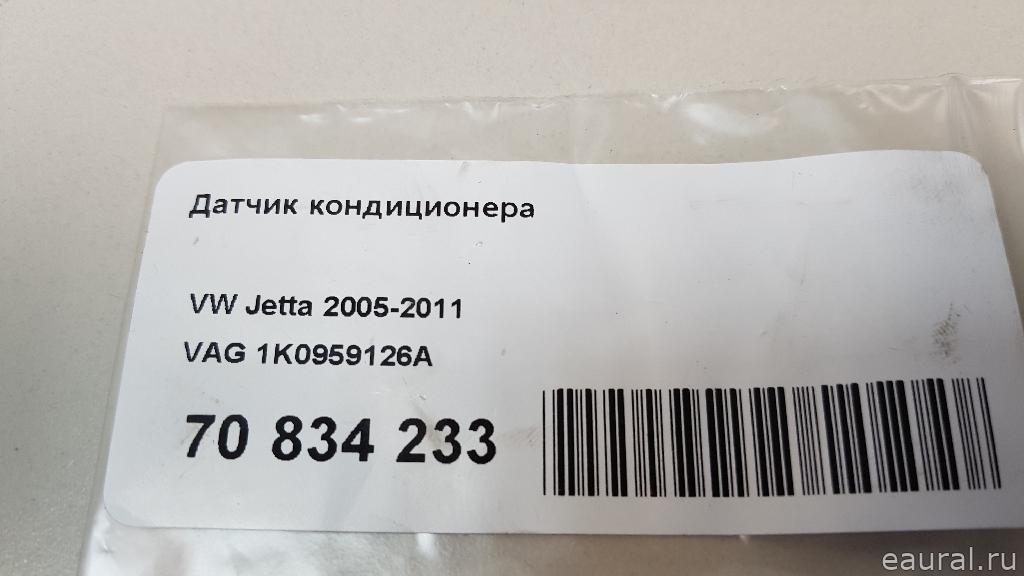 Датчик кондиционера
VW Jetta 2005-2011
VAG 1K0959126A
70 834 233
eaural.ru